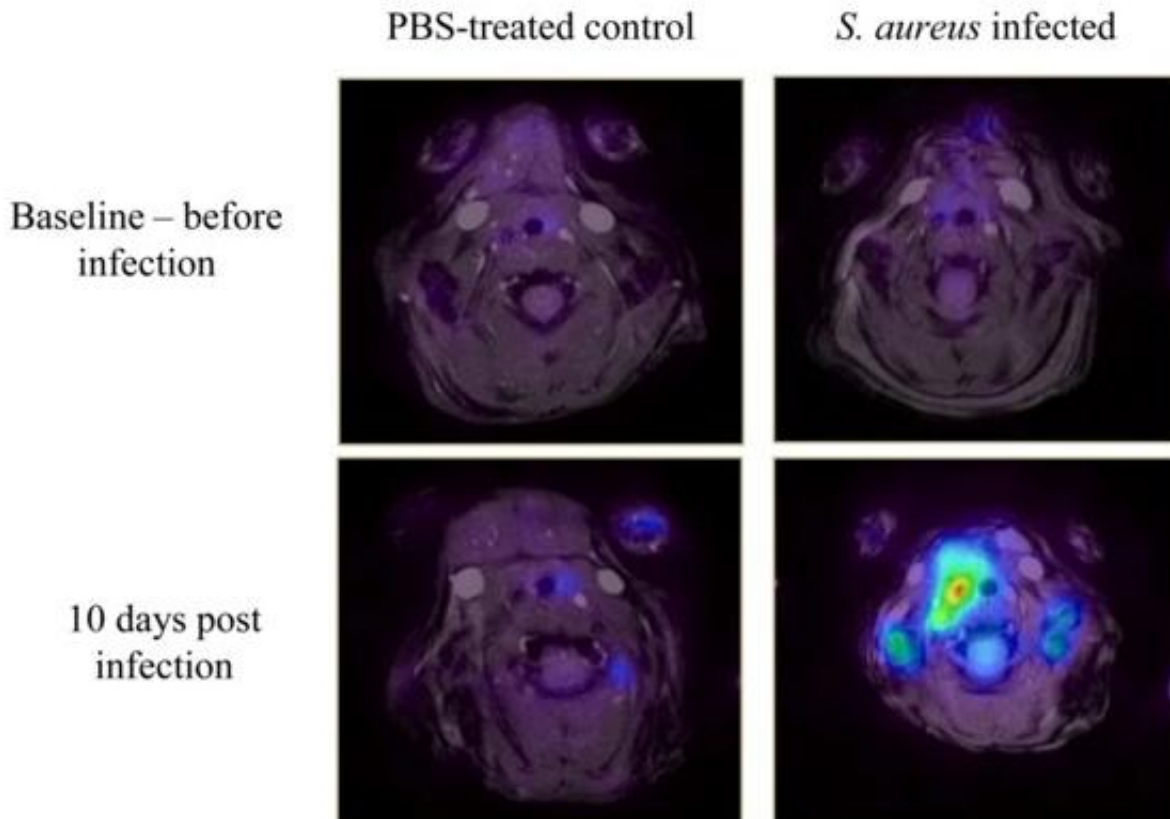 PBS-treated control
S. aureus infected
Baseline – before
infection
10 days post
infection